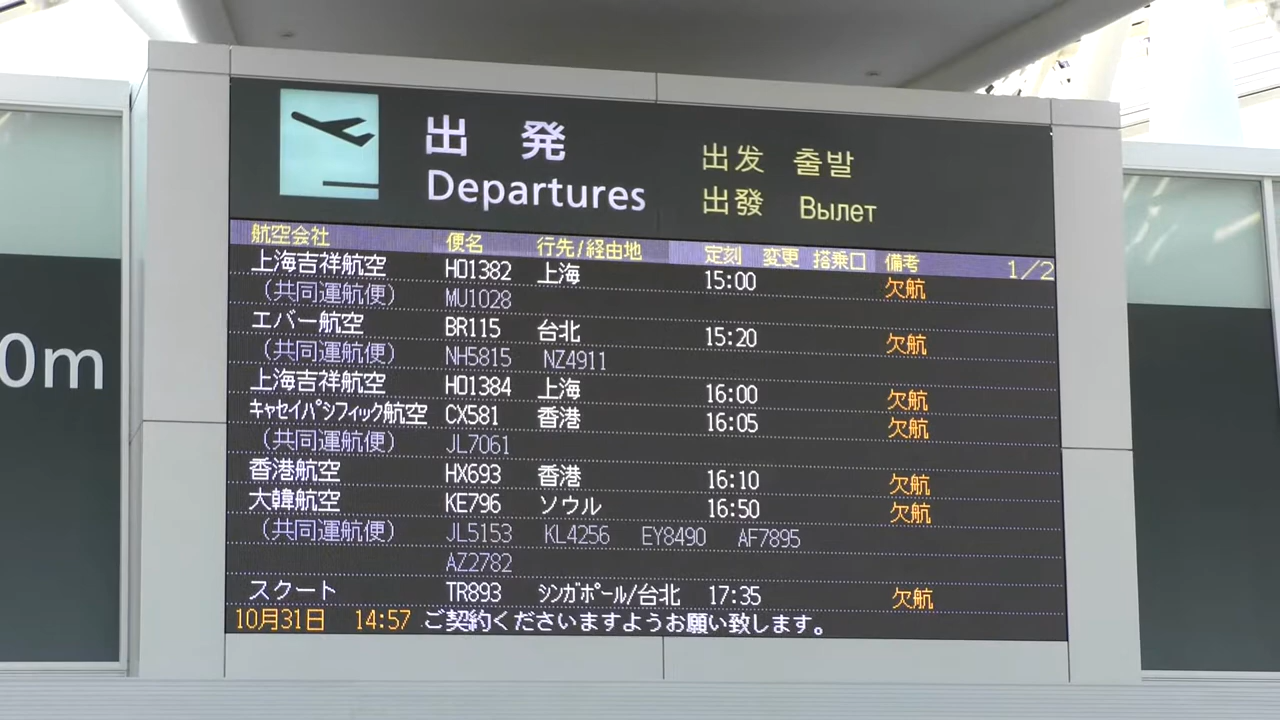 出 発
Departures
出发 출발
出發 Вылет
航空会社 便名 行先/経由地 定刻 変更 搭乗口 備考 1/2
上海吉祥航空 HO1382 上海 15:00 欠航
（共同運航便） MU1028
エバー航空 BR115 台北 15:20 欠航
（共同運航便） NH5815 NZ4911
上海吉祥航空 HO1384 上海 16:00 欠航
ｷｬｾｲﾊﾟｼﾌｨｯｸ航空 CX581 香港 16:05 欠航
（共同運航便） JL7061
香港航空 HX693 香港 16:10 欠航
大韓航空 KE796 ソウル 16:50 欠航
（共同運航便） JL5153 KL4256 EY8490 AF7895
AZ2782
スクート TR893 ｼﾝｶﾞﾎﾟｰﾙ/台北 17:35 欠航
10月31日 14:57 ご契約くださいますようお願い致します。
0m